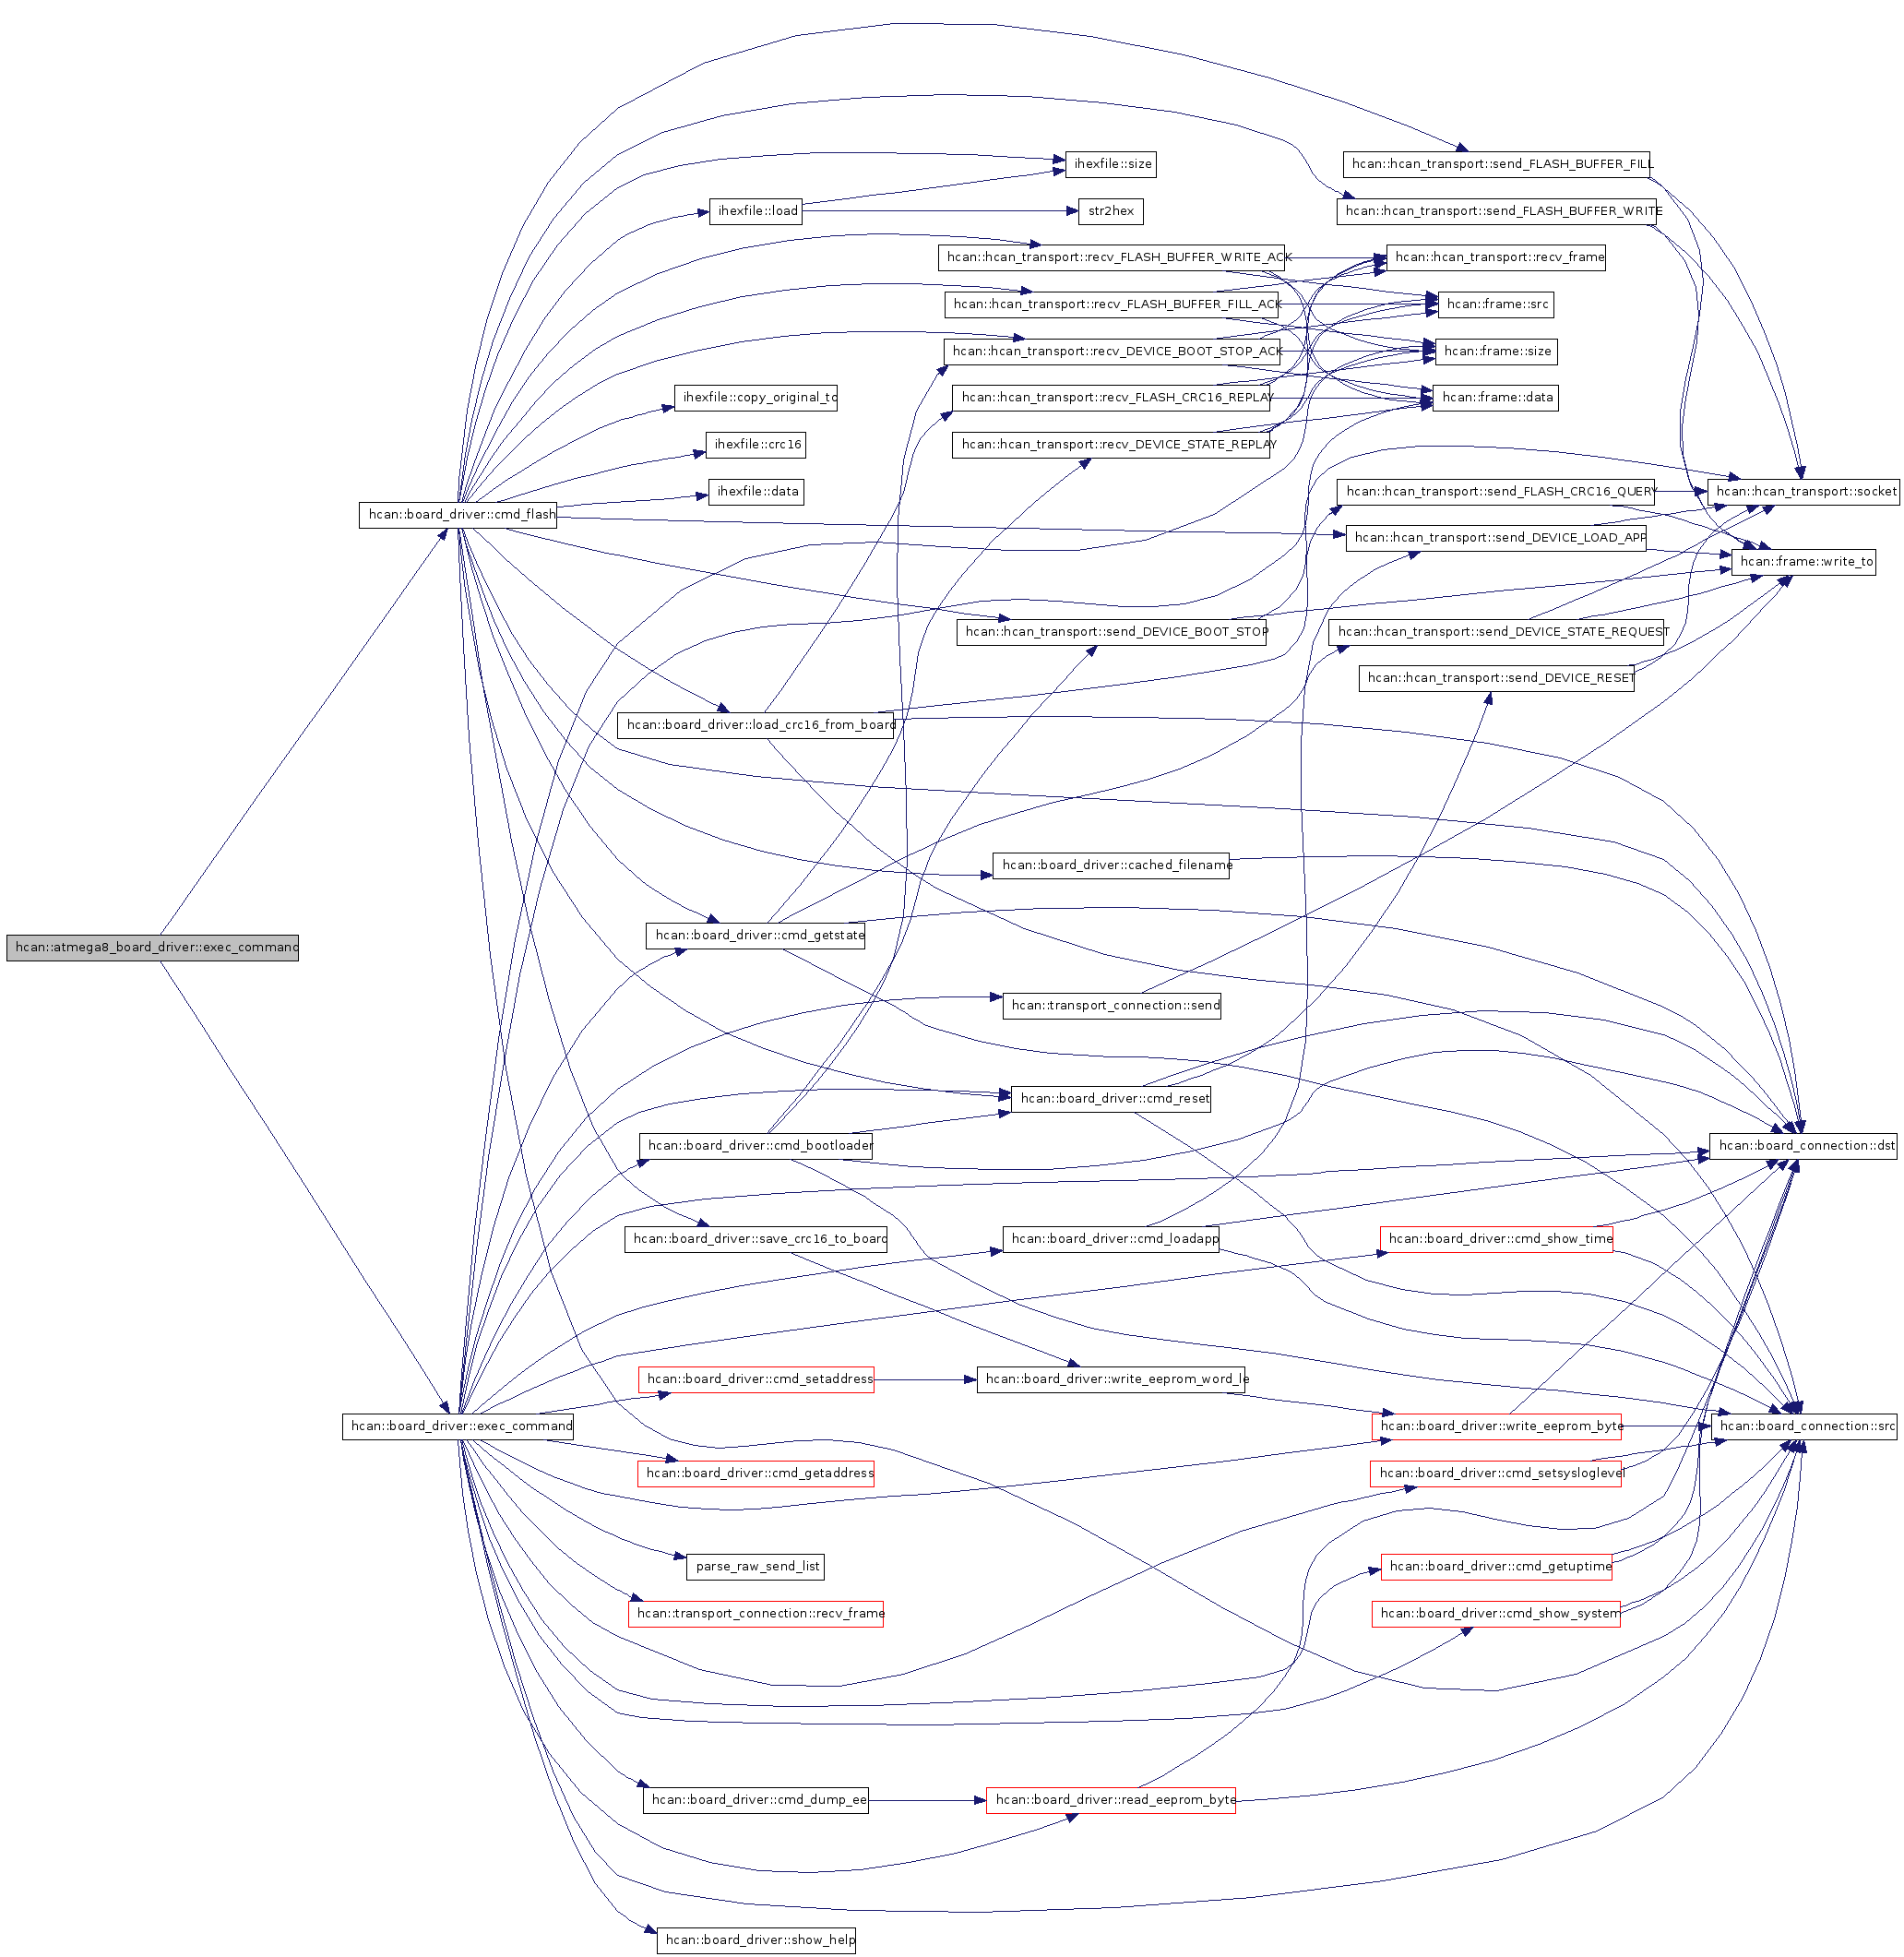 hcan::hcan_transport::send_FLASH_BUFFER_FILL
ihexfile::size
ihexfile::load
str2hex
hcan::hcan_transport::send_FLASH_BUFFER_WRITE
hcan::hcan_transport::recv_FLASH_BUFFER_WRITE_ACK
hcan::hcan_transport::recv_frame
hcan::hcan_transport::recv_FLASH_BUFFER_FILL_ACK
hcan::frame::src
hcan::hcan_transport::recv_DEVICE_BOOT_STOP_ACK
hcan::frame::size
ihexfile::copy_original_to
hcan::hcan_transport::recv_FLASH_CRC16_REPLAY
hcan::frame::data
ihexfile::crc16
hcan::hcan_transport::recv_DEVICE_STATE_REPLAY
ihexfile::data
hcan::hcan_transport::send_FLASH_CRC16_QUERY
hcan::hcan_transport::socket
hcan::board_driver::cmd_flash
hcan::hcan_transport::send_DEVICE_LOAD_APP
hcan::frame::write_to
hcan::hcan_transport::send_DEVICE_BOOT_STOP
hcan::hcan_transport::send_DEVICE_STATE_REQUEST
hcan::hcan_transport::send_DEVICE_RESET
hcan::board_driver::load_crc16_from_board
hcan::board_driver::cached_filename
hcan::board_driver::cmd_getstate
hcan::atmega8_board_driver::exec_command
hcan::transport_connection::send
hcan::board_driver::cmd_reset
hcan::board_driver::cmd_bootloader
hcan::board_connection::dst
hcan::board_driver::save_crc16_to_board
hcan::board_driver::cmd_loadapp
hcan::board_driver::cmd_show_time
hcan::board_driver::cmd_setaddress
hcan::board_driver::write_eeprom_word_le
hcan::board_driver::exec_command
hcan::board_driver::write_eeprom_byte
hcan::board_connection::src
hcan::board_driver::cmd_getaddress
hcan::board_driver::cmd_setsysloglevel
parse_raw_send_list
hcan::board_driver::cmd_getuptime
hcan::transport_connection::recv_frame
hcan::board_driver::cmd_show_system
hcan::board_driver::cmd_dump_ee
hcan::board_driver::read_eeprom_byte
hcan::board_driver::show_help